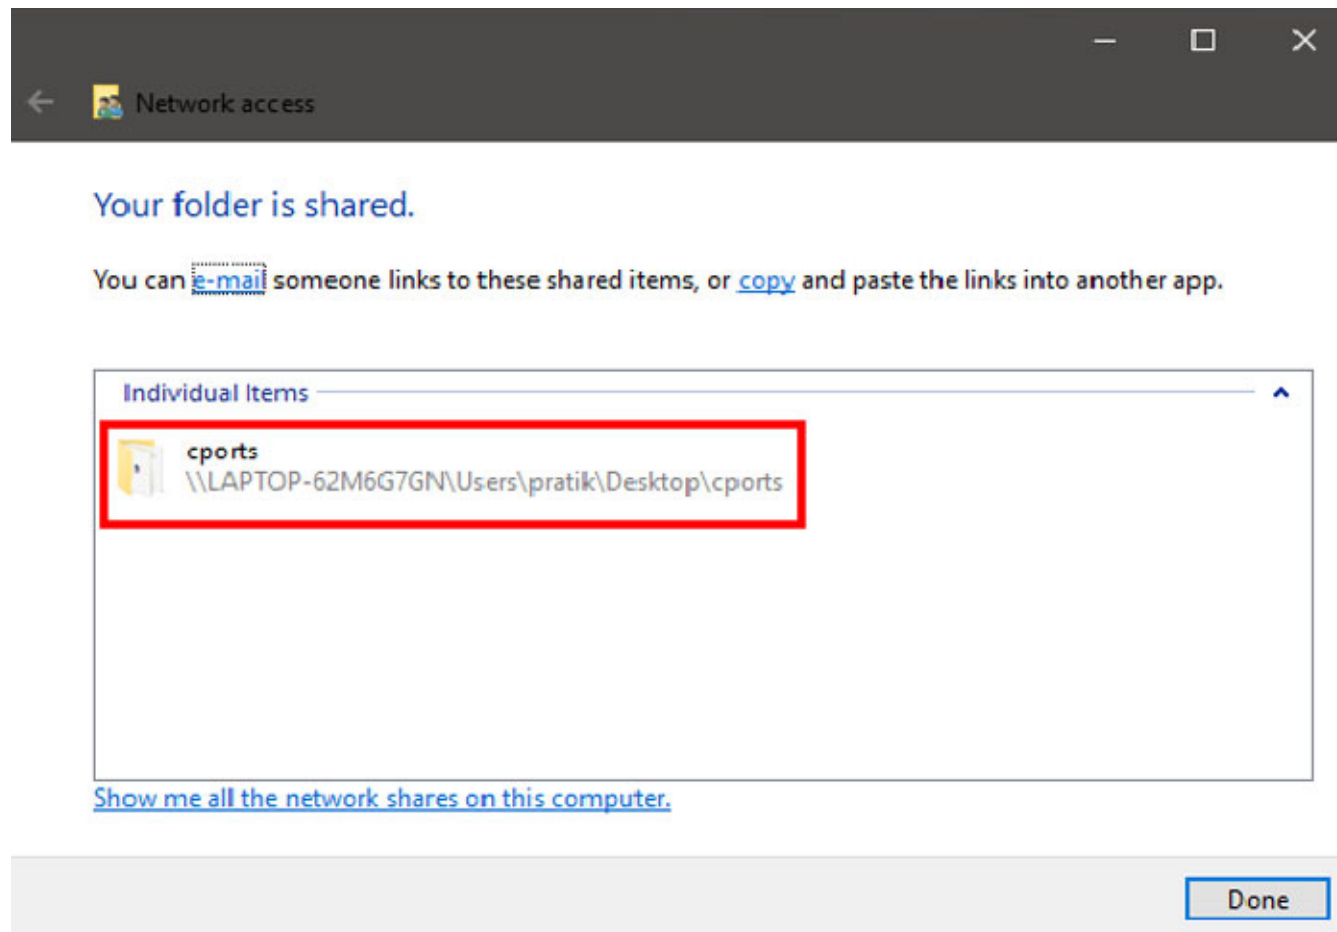 Network access
Your folder is shared.
You can e-mail someone links to these shared items, or copy and paste the links into another app.
Individual Items
cports
\\LAPTOP-62M6G7GN\Users\pratik\Desktop\cports
Show me all the network shares on this computer.
Done